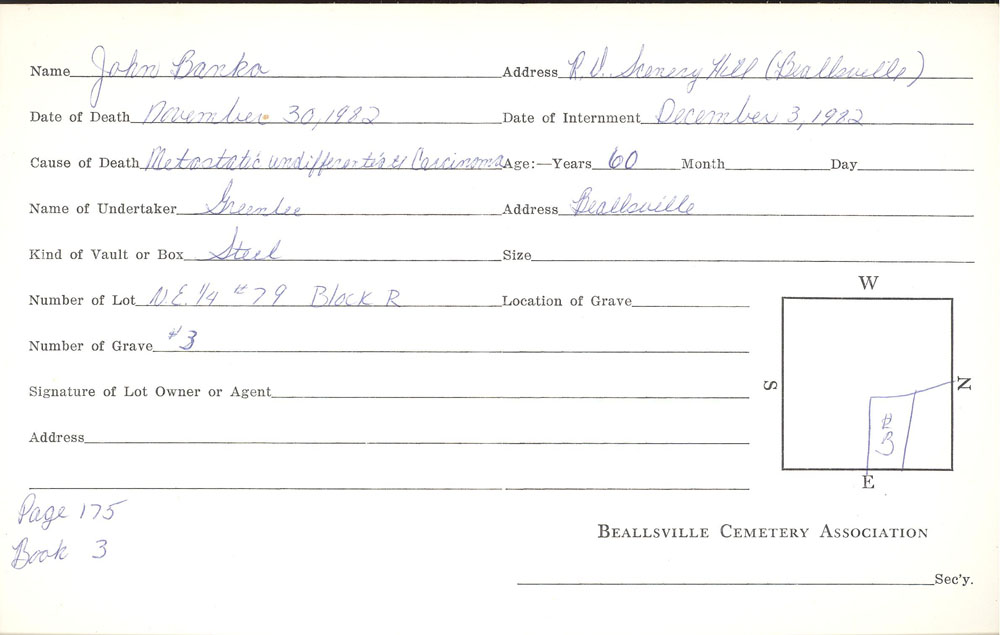 Name John Banko Address R.D. Scenery Hill (Beallsville)
Date of Death November 30, 1982 Date of Internment December 3, 1982
Cause of Death Metastatic undifferentiated Carcinoma Age:—Years 60 Month Day
Name of Undertaker Greenlee Address Beallsville
Kind of Vault or Box Steel Size
Number of Lot N.E. 1/4 #79 Block R Location of Grave
W
Number of Grave #3
Signature of Lot Owner or Agent
S
N
# 3
Address
E
Page 175
Book 3
BEALLSVILLE CEMETERY ASSOCIATION
Sec'y.